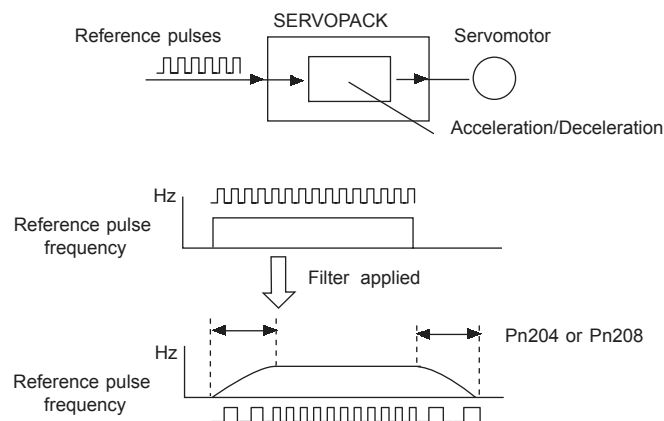 SERVOPACK
Reference pulses
Servomotor
Acceleration/Deceleration
Hz
Reference pulse
frequency
Filter applied
Pn204 or Pn208
Hz
Reference pulse
frequency